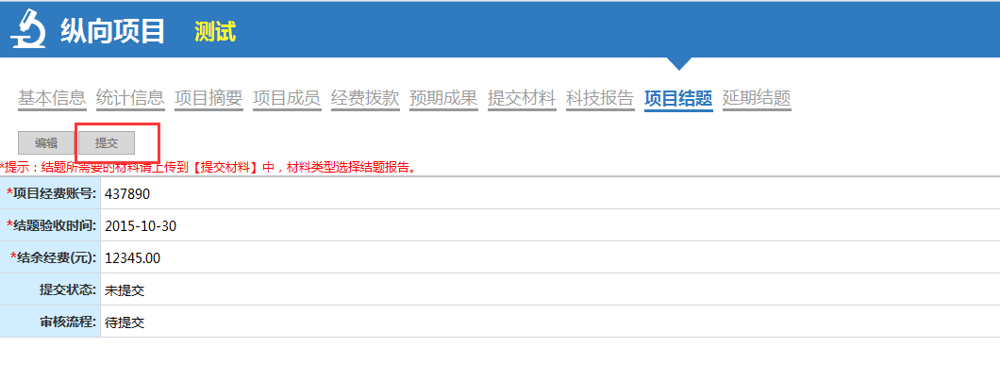 纵向项目 测试
基本信息 统计信息 项目摘要 项目成员 经费拨款 预期成果 提交材料 科技报告 项目结题 延期结题
编辑 提交
*提示：结题所需要的材料请上传到【提交材料】中，材料类型选择结题报告。
*项目经费账号: 437890
*结题验收时间: 2015-10-30
*结余经费(元): 12345.00
提交状态: 未提交
审核流程: 待提交